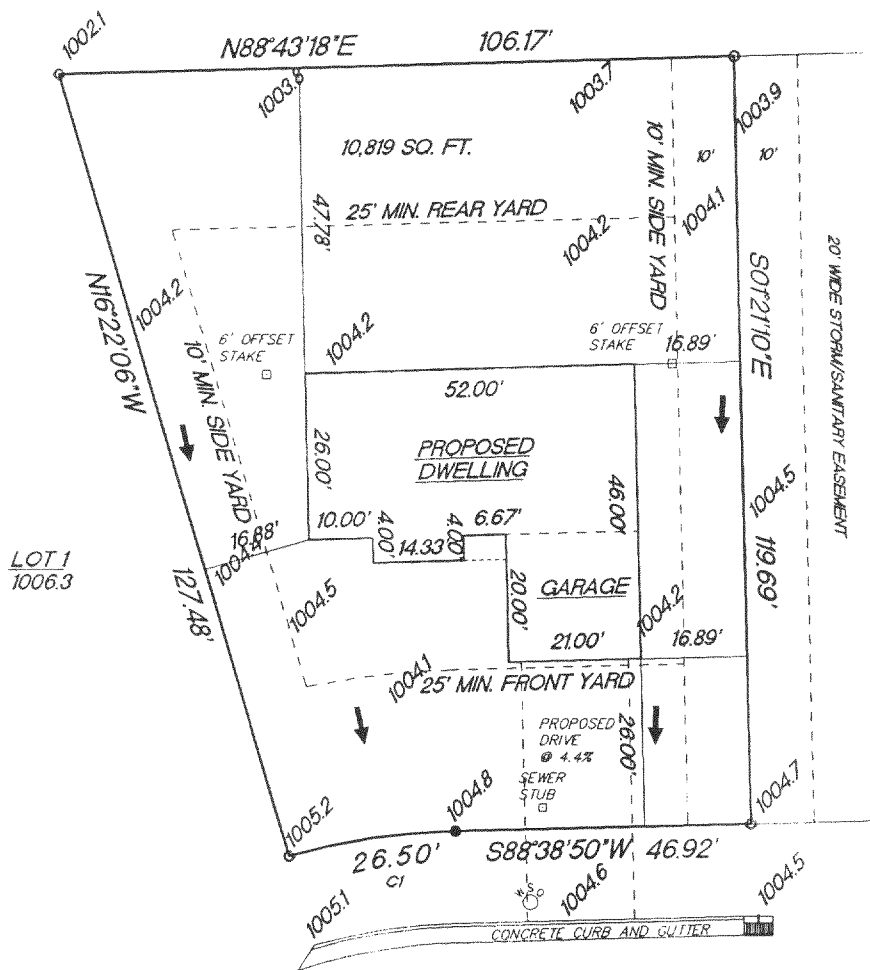 1002.1
N88°43'18"E 106.17'
1003.8
1003.7
1003.9
10,819 SQ. FT.
10' 10'
10' MIN. SIDE YARD
47.78'
25' MIN. REAR YARD
1004.2
1004.1
S01°21'10"E
20' WIDE STORM/SANITARY EASEMENT
N16°22'06"W
1004.2
10' MIN. SIDE YARD
6' OFFSET
STAKE
1004.2
6' OFFSET
STAKE
16.89'
52.00'
PROPOSED
DWELLING
26.00'
46.00'
1004.5
10.00'
4.00'
14.33'
4.00'
6.67'
16.88'
LOT 1
1006.3
127.48'
1004.5
20.00'
GARAGE
1004.2
119.69'
21.00'
16.89'
1004.1
25' MIN. FRONT YARD
PROPOSED
DRIVE
@ 4.4%
26.00'
SEWER
STUB
1005.2
1004.8
1004.7
26.50'
C1
S88°38'50"W 46.92'
1005.1
W S O
1004.6
1004.5
CONCRETE CURB AND GUTTER